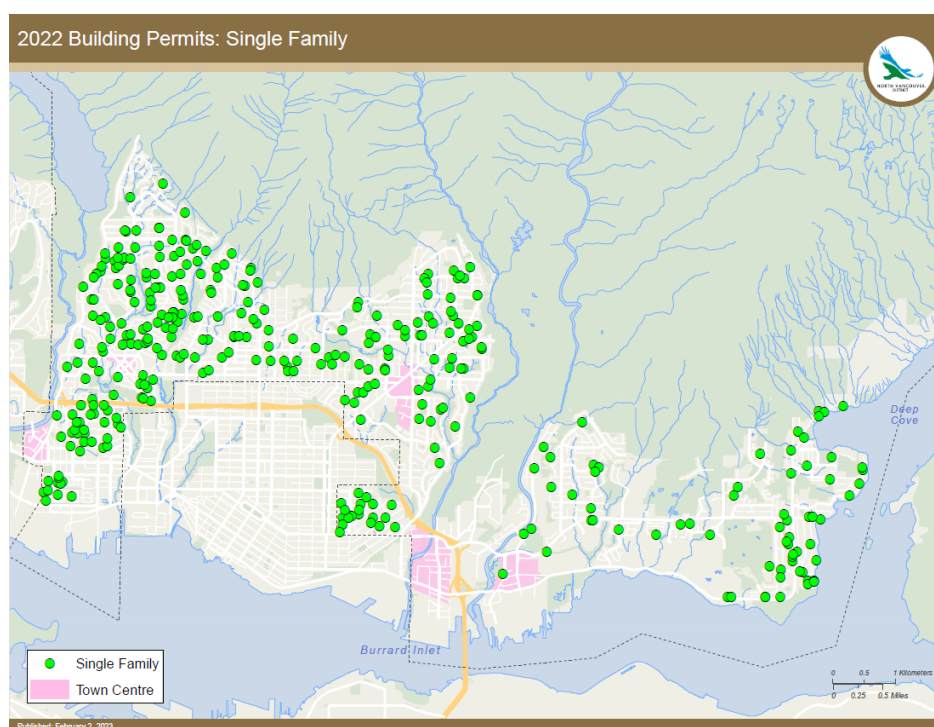 2022 Building Permits: Single Family
NORTH VANCOUVER
DISTRICT
Deep
Cove
Burrard Inlet
Single Family
Town Centre
0 0.5 1 Kilometers
0 0.25 0.5 Miles
Published: February 2, 2023